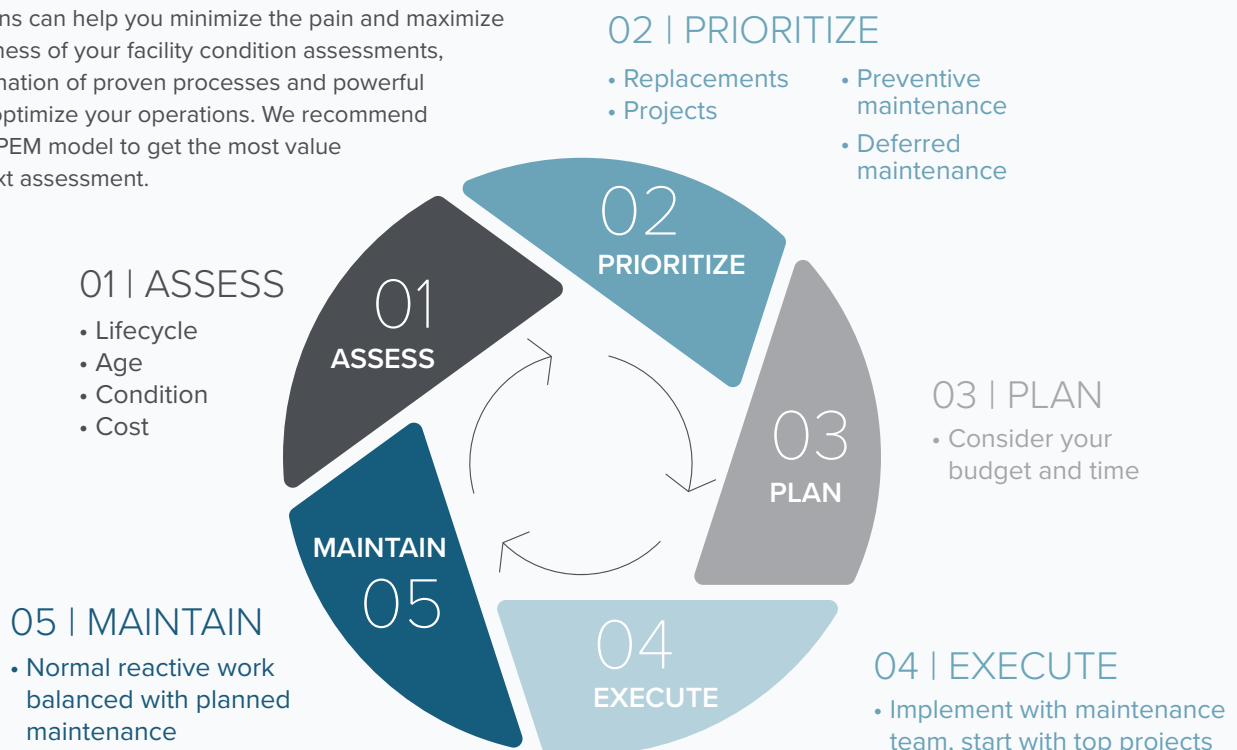 ns can help you minimize the pain and maximize
ness of your facility condition assessments,
nation of proven processes and powerful
optimize your operations. We recommend
PEM model to get the most value
xt assessment.
02 | PRIORITIZE
• Replacements
• Projects
• Preventive
maintenance
• Deferred
maintenance
01 | ASSESS
• Lifecycle
• Age
• Condition
• Cost
02
PRIORITIZE
01
ASSESS
03
PLAN
03 | PLAN
• Consider your
budget and time
MAINTAIN
05
04
EXECUTE
05 | MAINTAIN
• Normal reactive work
balanced with planned
maintenance
04 | EXECUTE
• Implement with maintenance
team, start with top projects